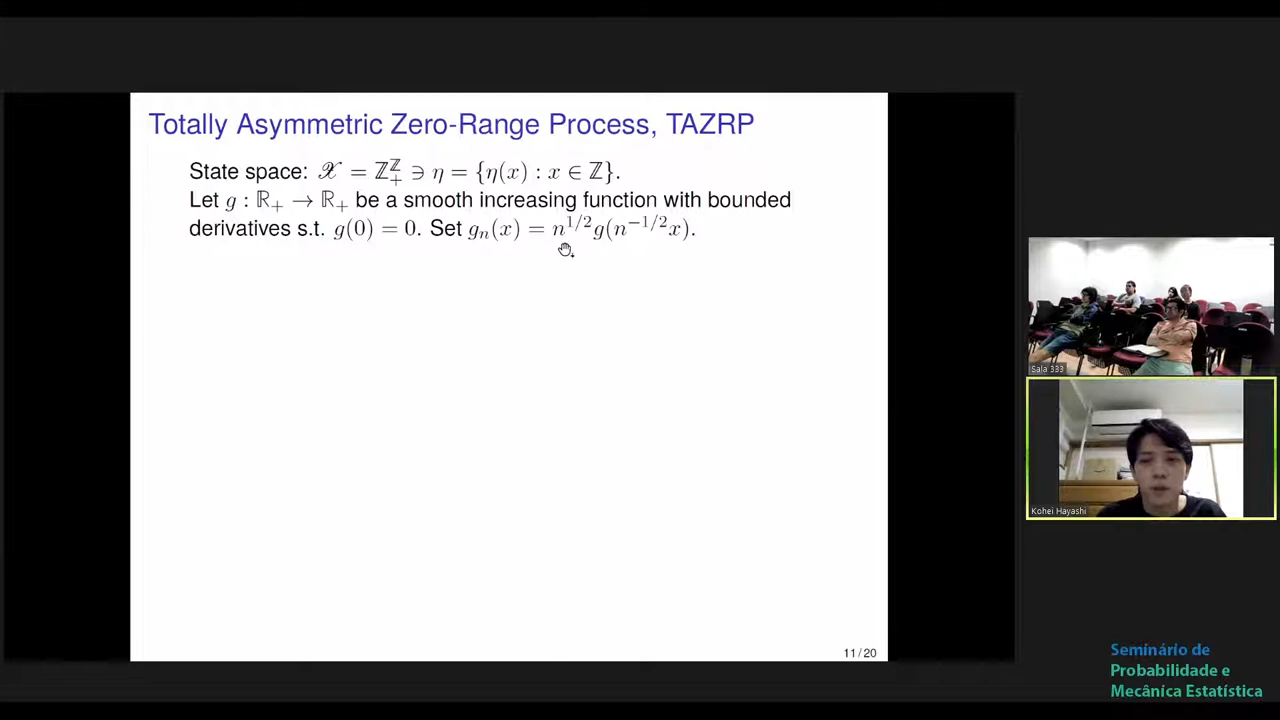 Totally Asymmetric Zero-Range Process, TAZRP
State space: 𝒳 = ℤ₊^ℤ ∋ η = {η(x) : x ∈ ℤ}.
Let g : ℝ₊ → ℝ₊ be a smooth increasing function with bounded
derivatives s.t. g(0) = 0. Set gₙ(x) = n^{1/2}g(n^{−1/2}x).
11 / 20
Sala 333
Kohei Hayashi
Seminário de
Probabilidade e
Mecânica Estatística